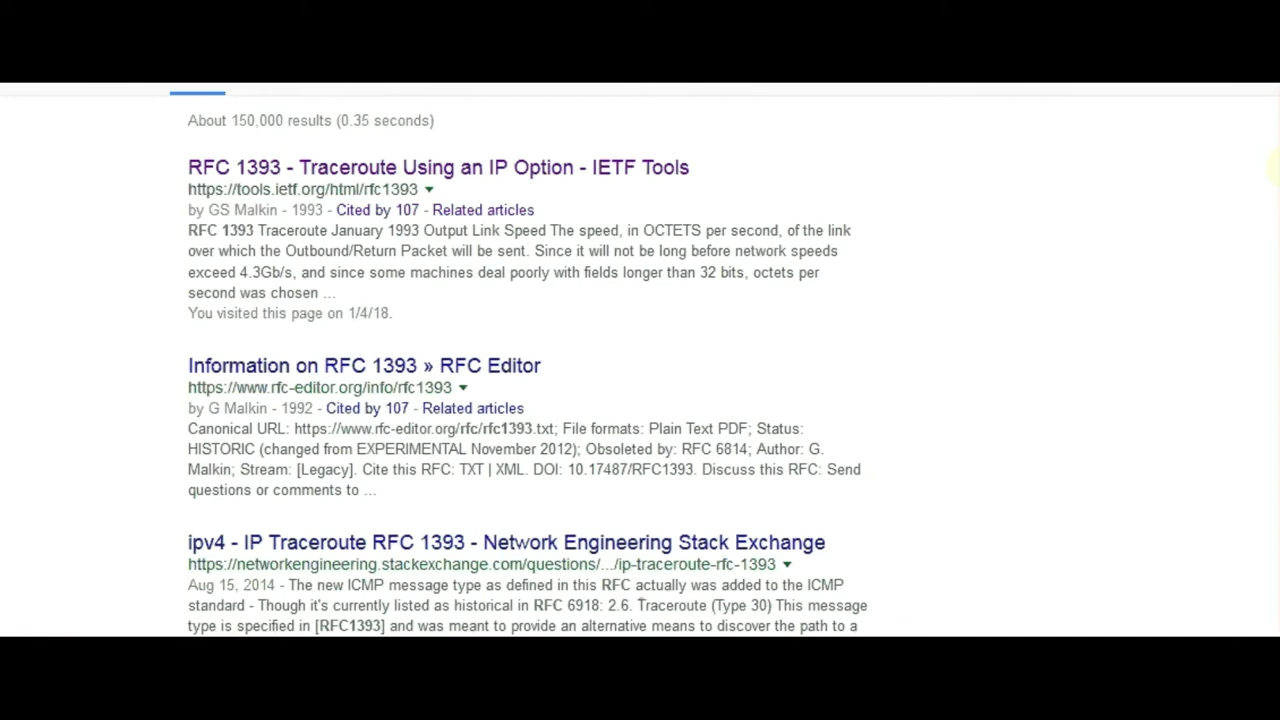 About 150,000 results (0.35 seconds)
RFC 1393 - Traceroute Using an IP Option - IETF Tools
https://tools.ietf.org/html/rfc1393
by GS Malkin - 1993 - Cited by 107 - Related articles
RFC 1393 Traceroute January 1993 Output Link Speed The speed, in OCTETS per second, of the link
over which the Outbound/Return Packet will be sent. Since it will not be long before network speeds
exceed 4.3Gb/s, and since some machines deal poorly with fields longer than 32 bits, octets per
second was chosen ...
You visited this page on 1/4/18.
Information on RFC 1393 » RFC Editor
https://www.rfc-editor.org/info/rfc1393
by G Malkin - 1992 - Cited by 107 - Related articles
Canonical URL: https://www.rfc-editor.org/rfc/rfc1393.txt; File formats: Plain Text PDF; Status:
HISTORIC (changed from EXPERIMENTAL November 2012); Obsoleted by: RFC 6814; Author: G.
Malkin; Stream: [Legacy]. Cite this RFC: TXT | XML. DOI: 10.17487/RFC1393. Discuss this RFC: Send
questions or comments to ...
ipv4 - IP Traceroute RFC 1393 - Network Engineering Stack Exchange
https://networkengineering.stackexchange.com/questions/.../ip-traceroute-rfc-1393
Aug 15, 2014 - The new ICMP message type as defined in this RFC actually was added to the ICMP
standard - Though it's currently listed as historical in RFC 6918: 2.6. Traceroute (Type 30) This message
type is specified in [RFC1393] and was meant to provide an alternative means to discover the path to a